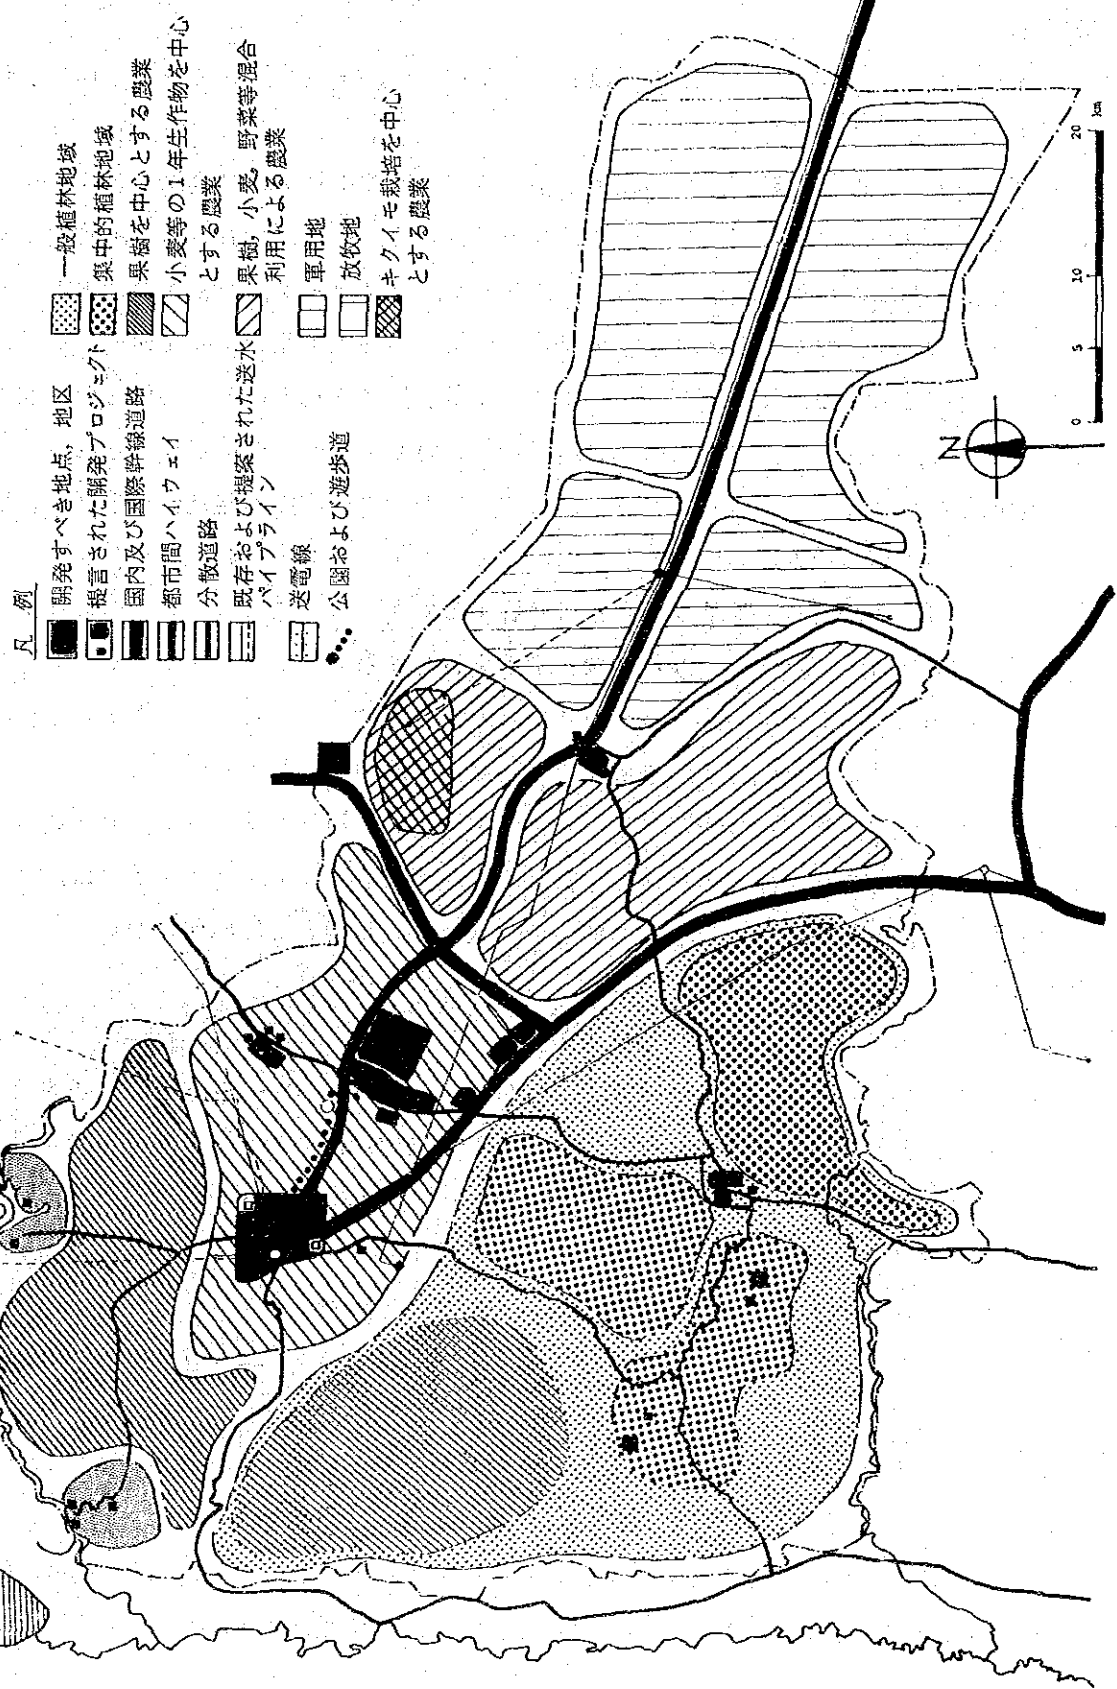 凡 例
開発すべき地点, 地区
提言された開発プロジェクト
国内及び国際幹線道路
都市間ハイウェイ
分散道路
既存および提案された送水
パイプライン
送電線
公園および遊歩道
一般植林地域
集中的植林地域
果樹を中心とする農業
小麦等の1年生作物を中心
とする農業
果樹, 小麦, 野菜等混合
利用による農業
軍用地
放牧地
キクイモ栽培を中心
とする農業
N
0 5 10 20